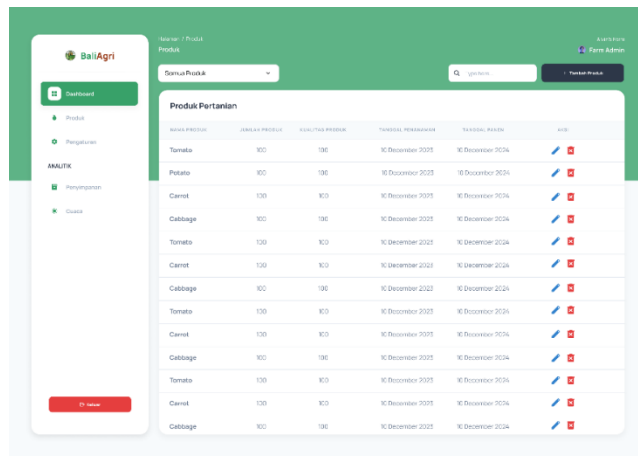 BaliAgri
Dashboard
Produk
Pengaturan
ANALITIK
Penyimpanan
Cuaca
Keluar
Halaman / Produk
Produk
Farm Admin
Semua Produk
Type here...
Tambah Produk
Produk Pertanian
NAMA PRODUK JUMLAH PRODUK KUALITAS PRODUK TANGGAL PENANAMAN TANGGAL PANEN AKSI
Tomato 100 100 10 December 2023 10 December 2024
Potato 100 100 10 December 2023 10 December 2024
Carrot 100 100 10 December 2023 10 December 2024
Cabbage 100 100 10 December 2023 10 December 2024
Tomato 100 100 10 December 2023 10 December 2024
Carrot 100 100 10 December 2023 10 December 2024
Cabbage 100 100 10 December 2023 10 December 2024
Tomato 100 100 10 December 2023 10 December 2024
Carrot 100 100 10 December 2023 10 December 2024
Cabbage 100 100 10 December 2023 10 December 2024
Tomato 100 100 10 December 2023 10 December 2024
Carrot 100 100 10 December 2023 10 December 2024
Cabbage 100 100 10 December 2023 10 December 2024